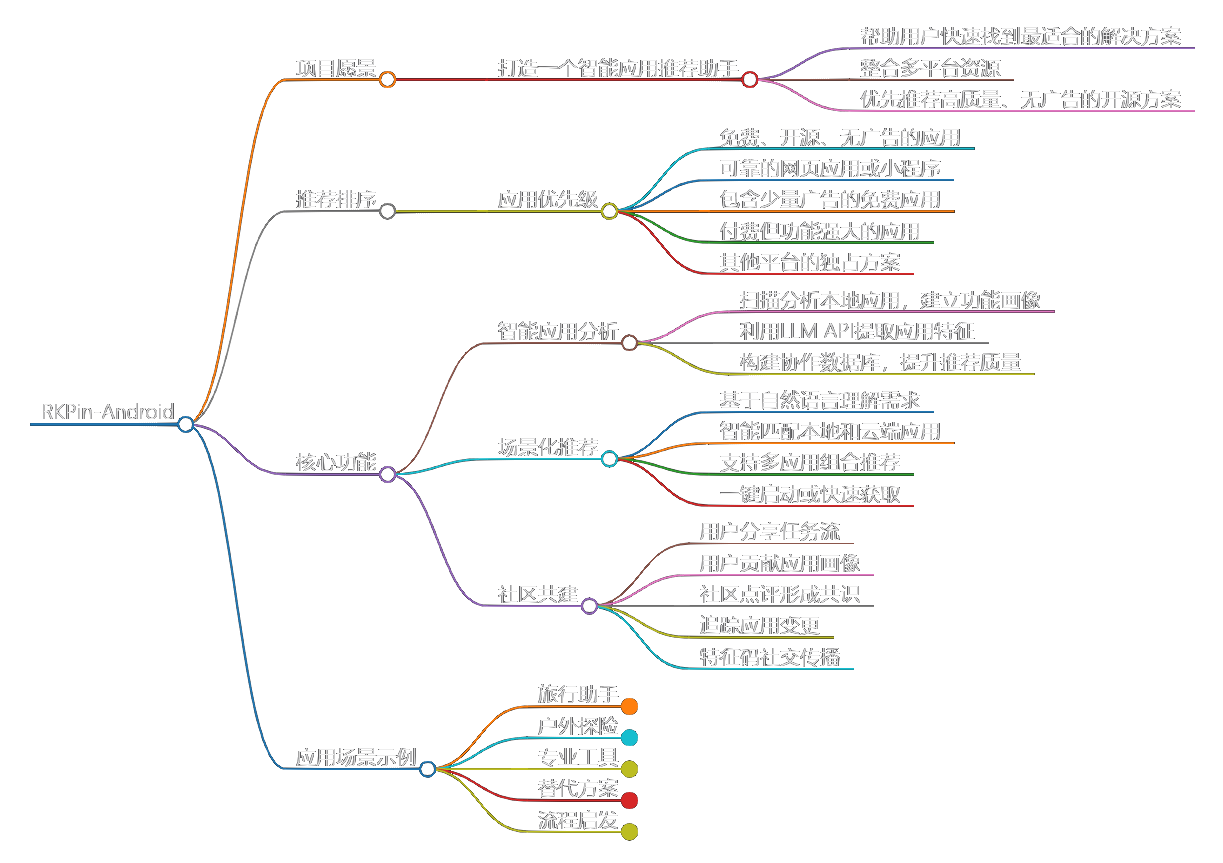 RKPin-Android
项目愿景
打造一个智能应用推荐助手
帮助用户快速找到最适合的解决方案
整合多平台资源
优先推荐高质量、无广告的开源方案
推荐排序
应用优先级
免费、开源、无广告的应用
可靠的网页应用或小程序
包含少量广告的免费应用
付费但功能强大的应用
其他平台的独占方案
核心功能
智能应用分析
扫描分析本地应用，建立功能画像
利用LLM API提取应用特征
构建协作数据库，提升推荐质量
场景化推荐
基于自然语言理解需求
智能匹配本地和云端应用
支持多应用组合推荐
一键启动或快速获取
社区共建
用户分享任务流
用户贡献应用画像
社区点评形成共识
追踪应用变更
特征码社交传播
应用场景示例
旅行助手
户外探险
专业工具
替代方案
流程启发